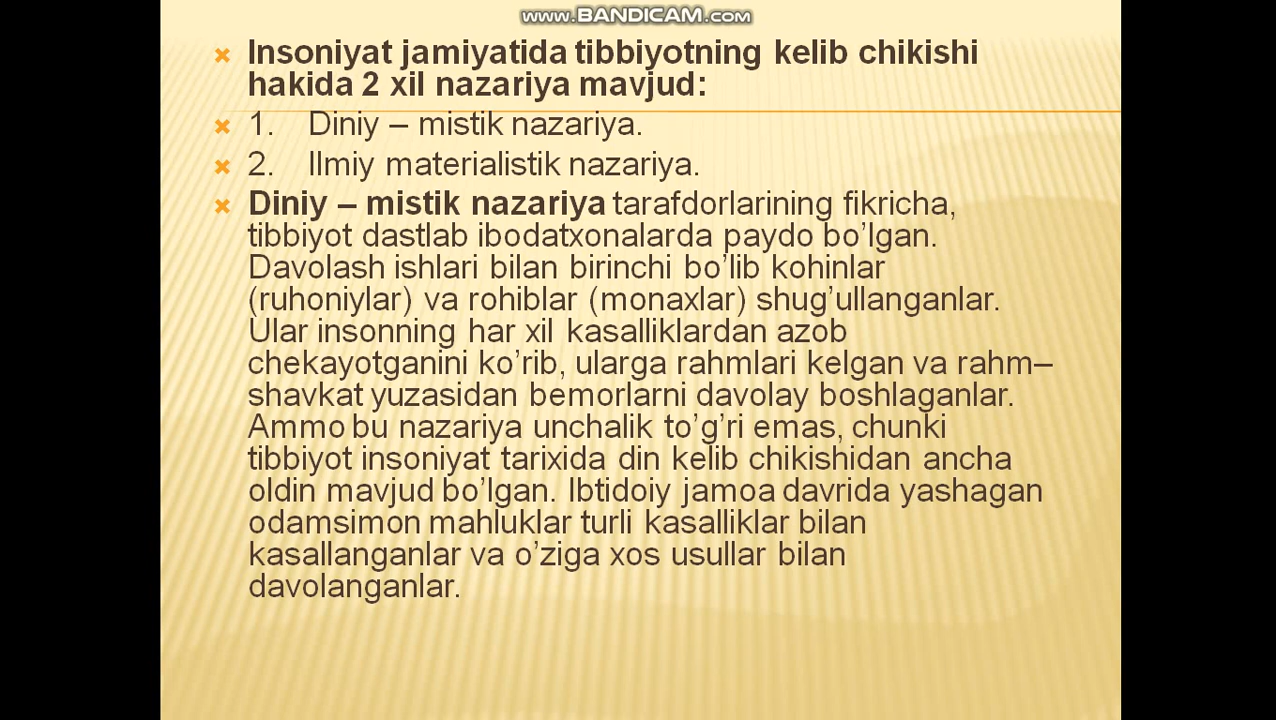 www.BANDICAM.com
Insoniyat jamiyatida tibbiyotning kelib chikishi
hakida 2 xil nazariya mavjud:
1. Diniy – mistik nazariya.
2. Ilmiy materialistik nazariya.
Diniy – mistik nazariya tarafdorlarining fikricha,
tibbiyot dastlab ibodatxonalarda paydo bo’lgan.
Davolash ishlari bilan birinchi bo’lib kohinlar
(ruhoniylar) va rohiblar (monaxlar) shug’ullanganlar.
Ular insonning har xil kasalliklardan azob
chekayotganini ko’rib, ularga rahmlari kelgan va rahm–
shavkat yuzasidan bemorlarni davolay boshlaganlar.
Ammo bu nazariya unchalik to’g’ri emas, chunki
tibbiyot insoniyat tarixida din kelib chikishidan ancha
oldin mavjud bo’lgan. Ibtidoiy jamoa davrida yashagan
odamsimon mahluklar turli kasalliklar bilan
kasallanganlar va o’ziga xos usullar bilan
davolanganlar.